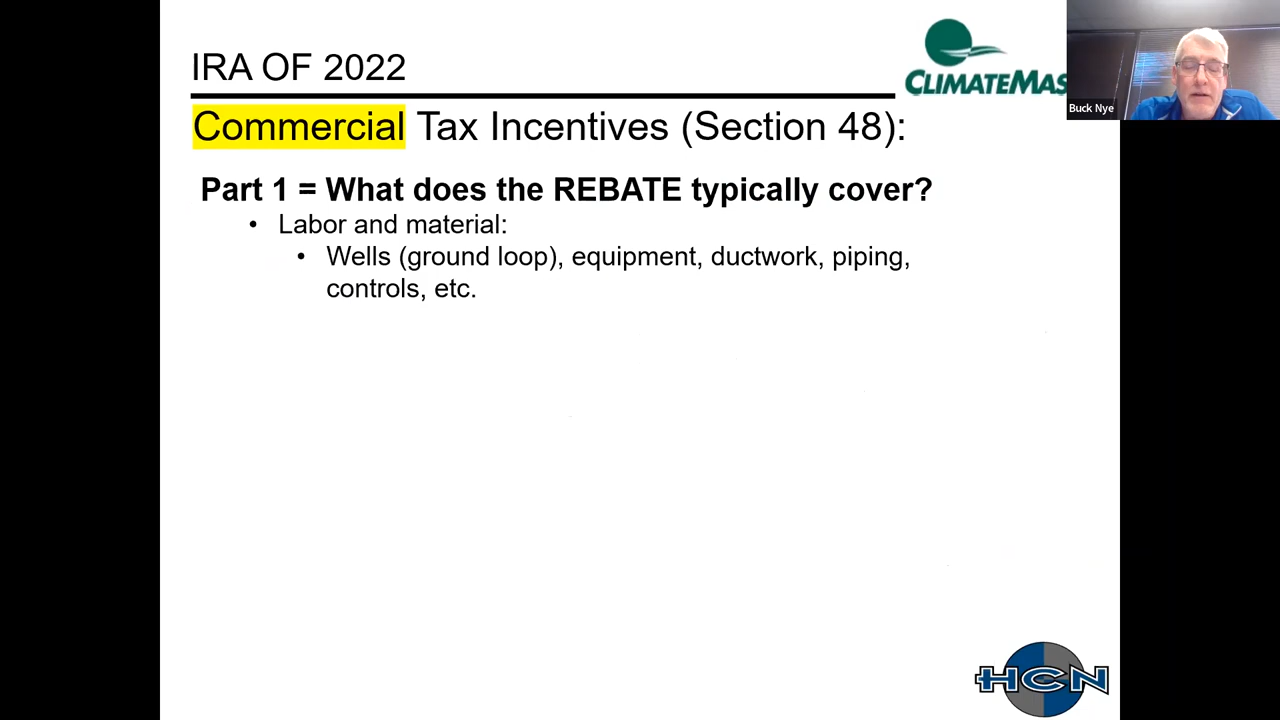 IRA OF 2022
CLIMATEMAS
Buck Nye
Commercial Tax Incentives (Section 48):
Part 1 = What does the REBATE typically cover?
• Labor and material:
• Wells (ground loop), equipment, ductwork, piping,
controls, etc.
HCN